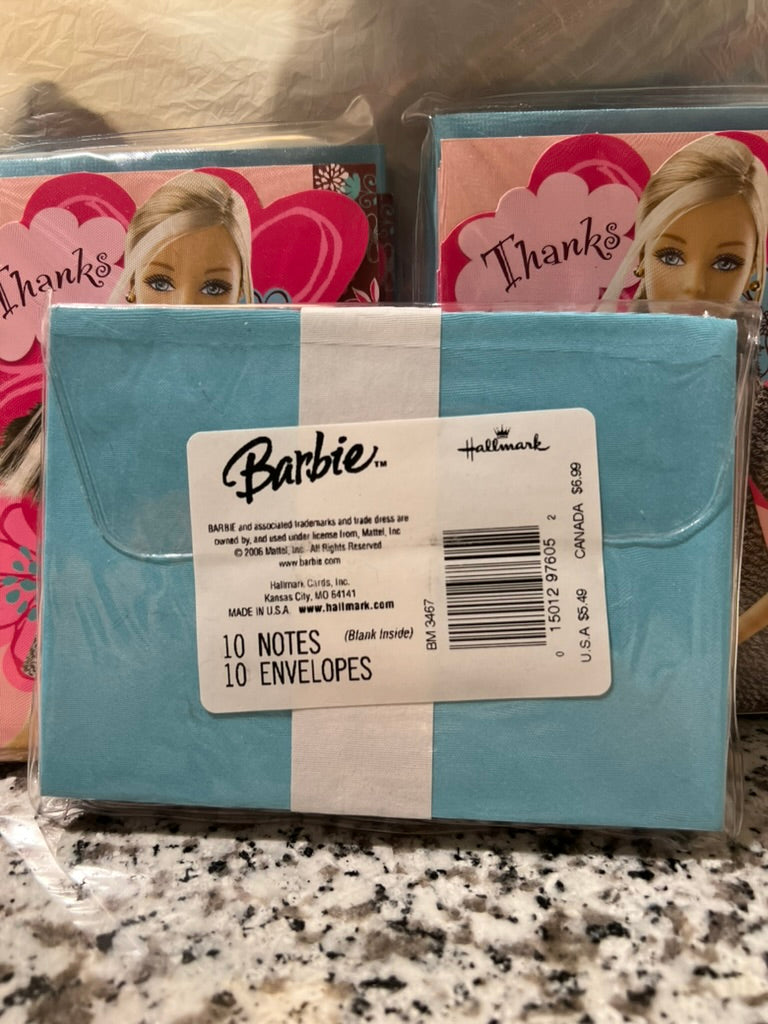 Thanks
Thanks
Barbie™
Hallmark
BARBIE and associated trademarks and trade dress are
owned by, and used under license from, Mattel, Inc
© 2006 Mattel, Inc. All Rights Reserved
www.barbie.com
Hallmark Cards, Inc.
Kansas City, MO 64141
MADE IN U.S.A. www.hallmark.com
10 NOTES (Blank Inside)
10 ENVELOPES
BM 3467
0 15012 97605 2
U.S.A $5.49 CANADA $6.99